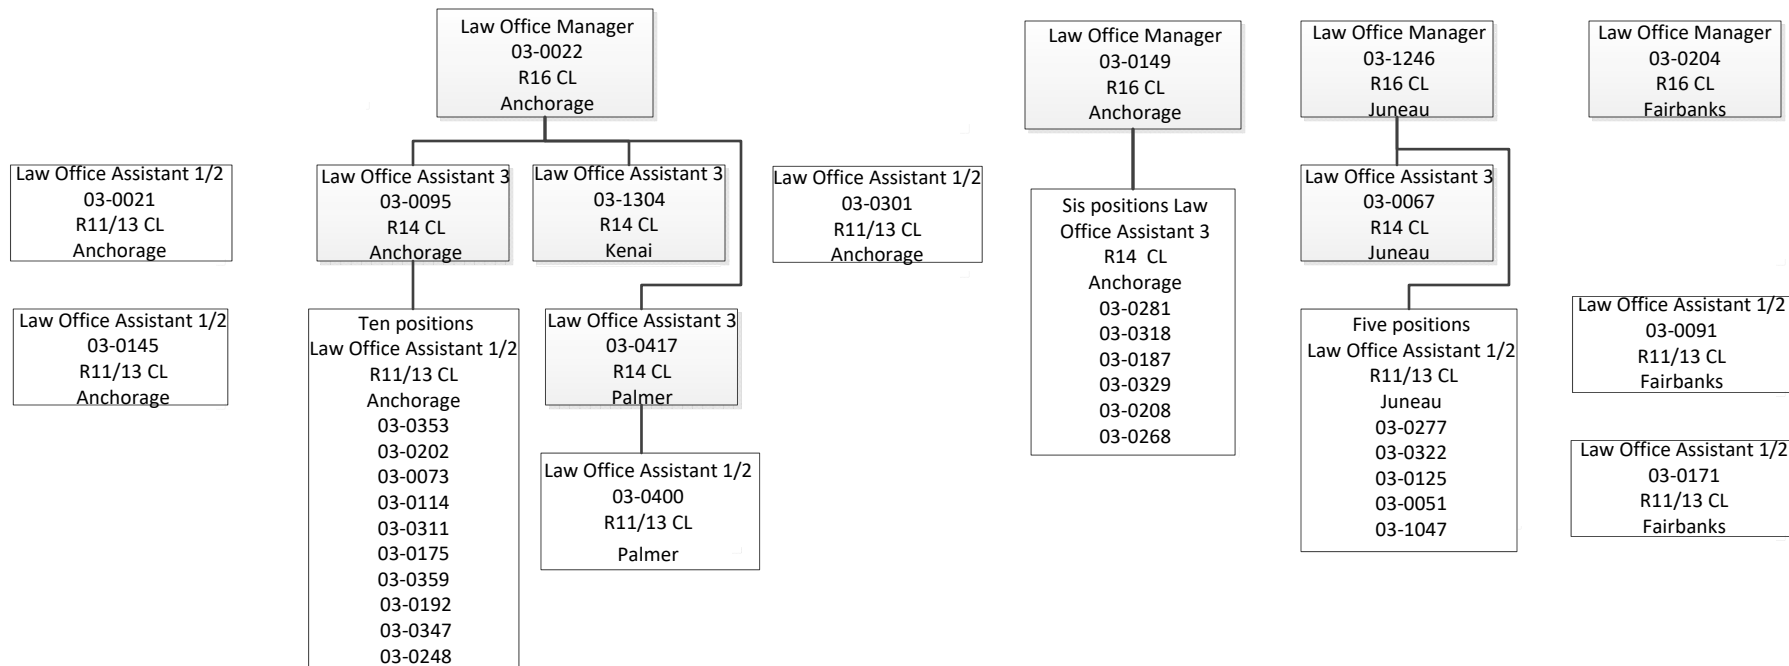 Law Office Manager
03-0022
R16 CL
Anchorage
Law Office Manager
03-0149
R16 CL
Anchorage
Law Office Manager
03-1246
R16 CL
Juneau
Law Office Manager
03-0204
R16 CL
Fairbanks
Law Office Assistant 1/2
03-0021
R11/13 CL
Anchorage
Law Office Assistant 3
03-0095
R14 CL
Anchorage
Law Office Assistant 3
03-1304
R14 CL
Kenai
Law Office Assistant 1/2
03-0301
R11/13 CL
Anchorage
Sis positions Law
Office Assistant 3
R14  CL
Anchorage
03-0281
03-0318
03-0187
03-0329
03-0208
03-0268
Law Office Assistant 3
03-0067
R14 CL
Juneau
Law Office Assistant 1/2
03-0145
R11/13 CL
Anchorage
Ten positions
Law Office Assistant 1/2
R11/13 CL
Anchorage
03-0353
03-0202
03-0073
03-0114
03-0311
03-0175
03-0359
03-0192
03-0347
03-0248
Law Office Assistant 3
03-0417
R14 CL
Palmer
Law Office Assistant 1/2
03-0400
R11/13 CL
Palmer
Five positions
Law Office Assistant 1/2
R11/13 CL
Juneau
03-0277
03-0322
03-0125
03-0051
03-1047
Law Office Assistant 1/2
03-0091
R11/13 CL
Fairbanks
Law Office Assistant 1/2
03-0171
R11/13 CL
Fairbanks